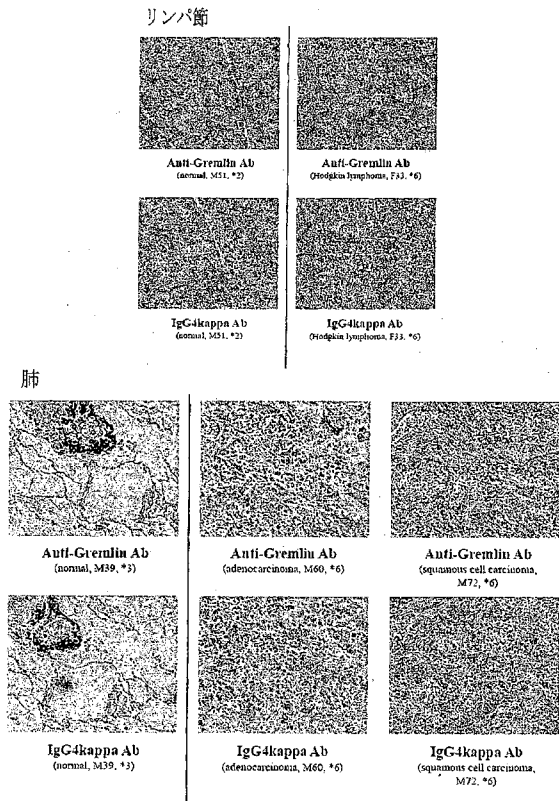 リンパ節
Anti-Gremlin Ab
(normal, M51, *2)
Anti-Gremlin Ab
(Hodgkin lymphoma, F33, *6)
IgG4kappa Ab
(normal, M51, *2)
IgG4kappa Ab
(Hodgkin lymphoma, F33, *6)
肺
Anti-Gremlin Ab
(normal, M39, *3)
Anti-Gremlin Ab
(adenocarcinoma, M60, *6)
Anti-Gremlin Ab
(squamous cell carcinoma,
M72, *6)
IgG4kappa Ab
(normal, M39, *3)
IgG4kappa Ab
(adenocarcinoma, M60, *6)
IgG4kappa Ab
(squamous cell carcinoma,
M72, *6)